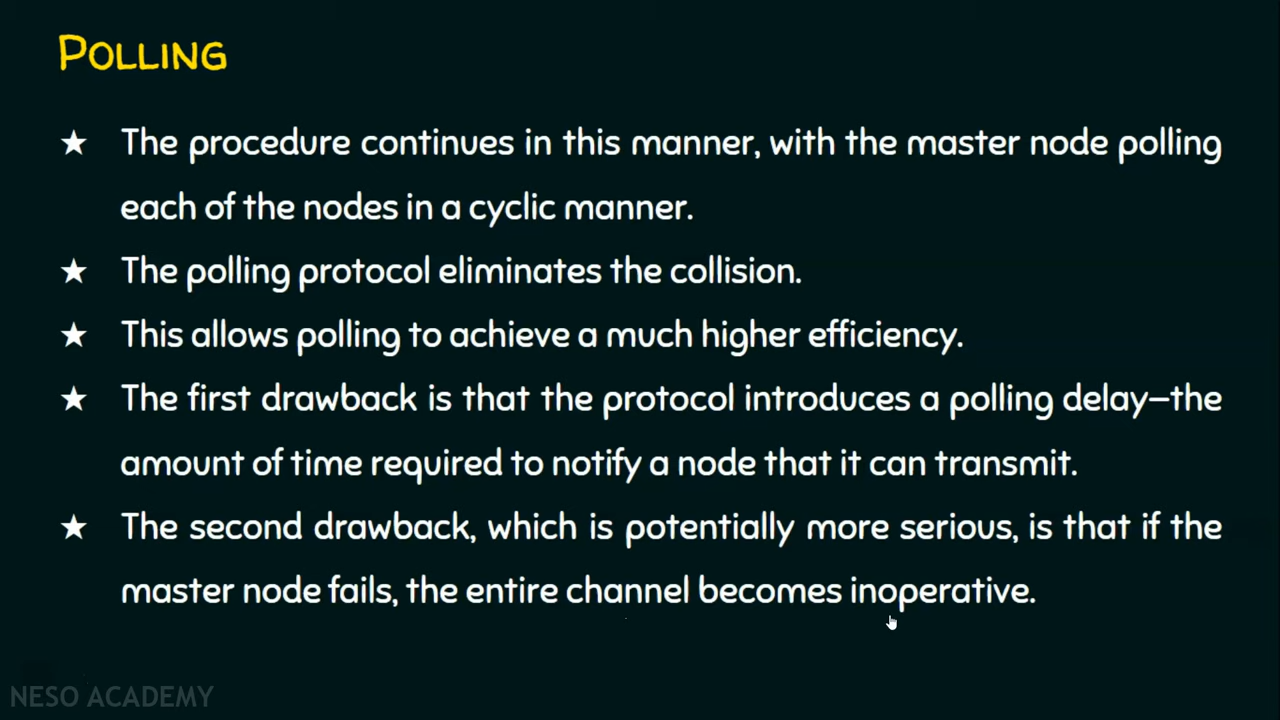 POLLING
★ The procedure continues in this manner, with the master node polling
each of the nodes in a cyclic manner.
★ The polling protocol eliminates the collision.
★ This allows polling to achieve a much higher efficiency.
★ The first drawback is that the protocol introduces a polling delay—the
amount of time required to notify a node that it can transmit.
★ The second drawback, which is potentially more serious, is that if the
master node fails, the entire channel becomes inoperative.
NESO ACADEMY